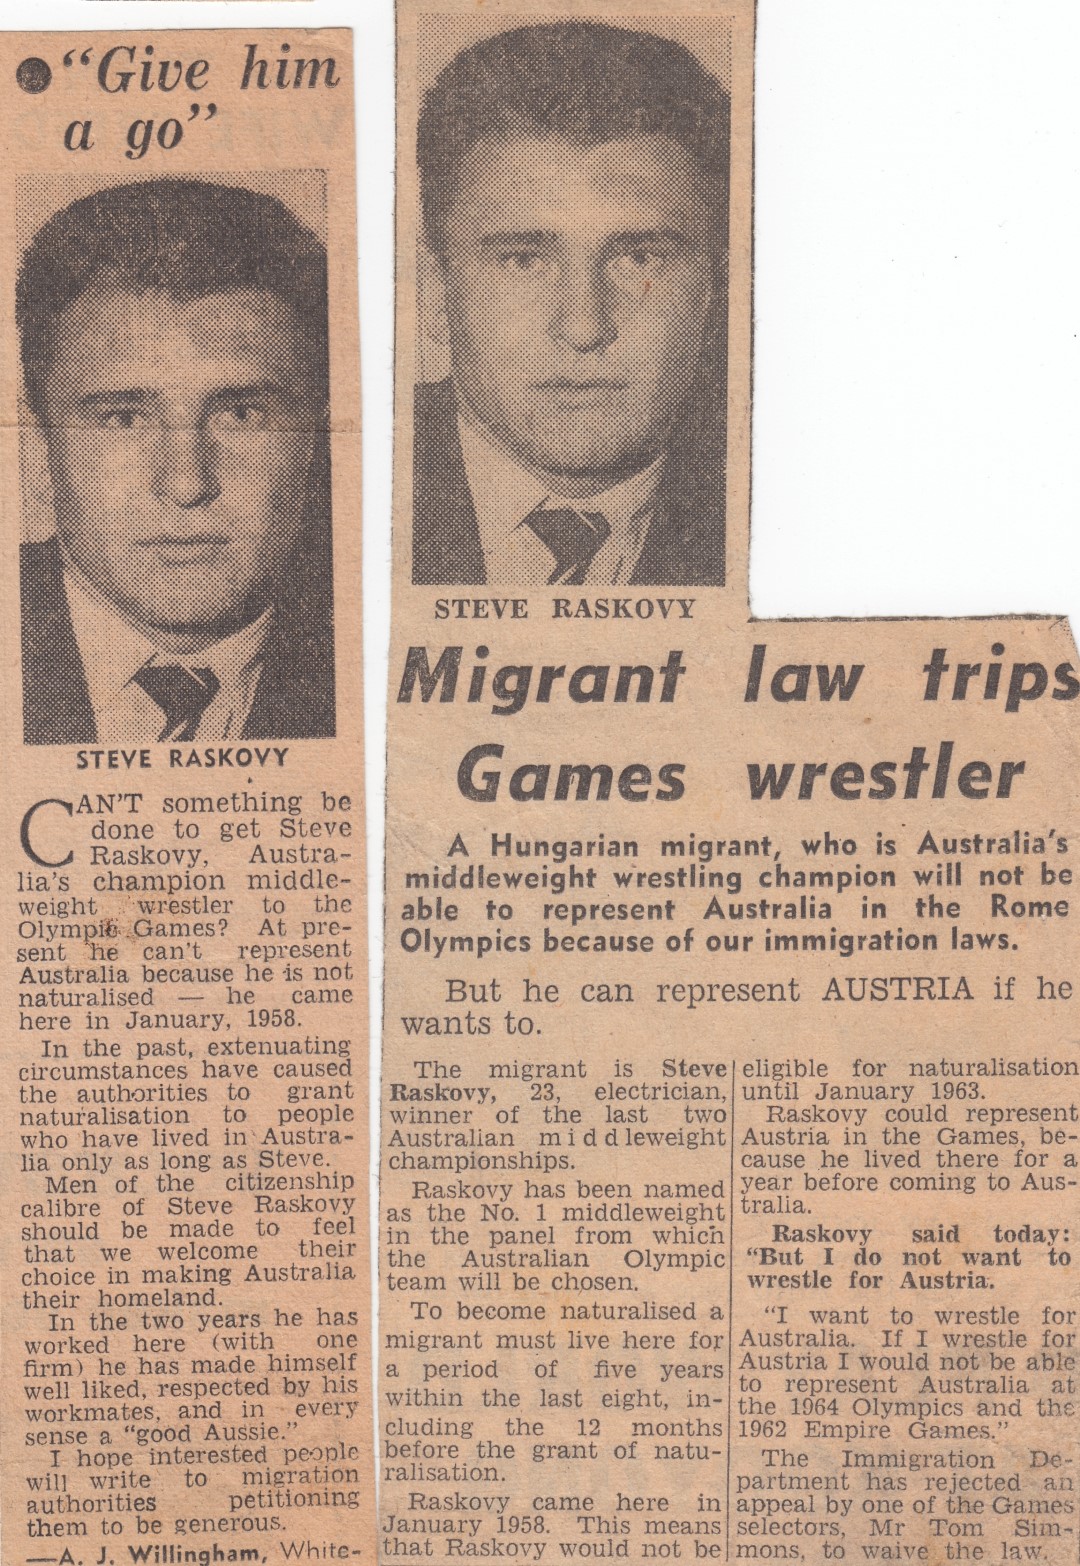 "Give him
a go"
STEVE RASKOVY
CAN'T something be
done to get Steve
Raskovy, Austra-
lia's champion middle-
weight wrestler to the
Olympic Games? At pre-
sent he can't represent
Australia because he is not
naturalised — he came
here in January, 1958.
In the past, extenuating
circumstances have caused
the authorities to grant
naturalisation to people
who have lived in Austra-
lia only as long as Steve.
Men of the citizenship
calibre of Steve Raskovy
should be made to feel
that we welcome their
choice in making Australia
their homeland.
In the two years he has
worked here (with one
firm) he has made himself
well liked, respected by his
workmates, and in every
sense a "good Aussie."
I hope interested people
will write to migration
authorities petitioning
them to be generous.
—A. J. Willingham, White-
STEVE RASKOVY
Migrant law trips
Games wrestler
A Hungarian migrant, who is Australia's
middleweight wrestling champion will not be
able to represent Australia in the Rome
Olympics because of our immigration laws.
But he can represent AUSTRIA if he
wants to.
The migrant is Steve
Raskovy, 23, electrician,
winner of the last two
Australian middleweight
championships.
Raskovy has been named
as the No. 1 middleweight
in the panel from which
the Australian Olympic
team will be chosen.
To become naturalised a
migrant must live here for
a period of five years
within the last eight, in-
cluding the 12 months
before the grant of natu-
ralisation.
Raskovy came here in
January 1958. This means
that Raskovy would not be
eligible for naturalisation
until January 1963.
Raskovy could represent
Austria in the Games, be-
cause he lived there for a
year before coming to Aus-
tralia.
Raskovy said today:
"But I do not want to
wrestle for Austria.
"I want to wrestle for
Australia. If I wrestle for
Austria I would not be able
to represent Australia at
the 1964 Olympics and the
1962 Empire Games."
The Immigration De-
partment has rejected an
appeal by one of the Games
selectors, Mr Tom Sim-
mons, to waive the law.